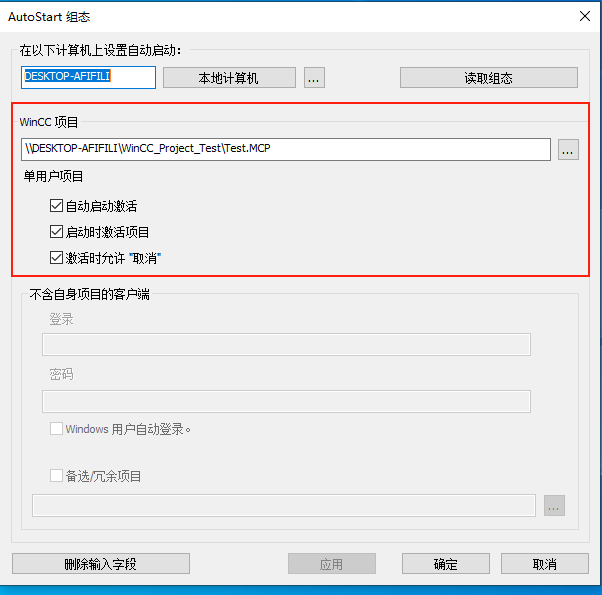 AutoStart 组态
在以下计算机上设置自动启动：
DESKTOP-AFIFILI 本地计算机 ... 读取组态
WinCC 项目
\\DESKTOP-AFIFILI\WinCC_Project_Test\Test.MCP ...
单用户项目
自动启动激活
启动时激活项目
激活时允许 "取消"
不含自身项目的客户端
登录
密码
Windows 用户自动登录。
备选/冗余项目
...
删除输入字段 应用 确定 取消